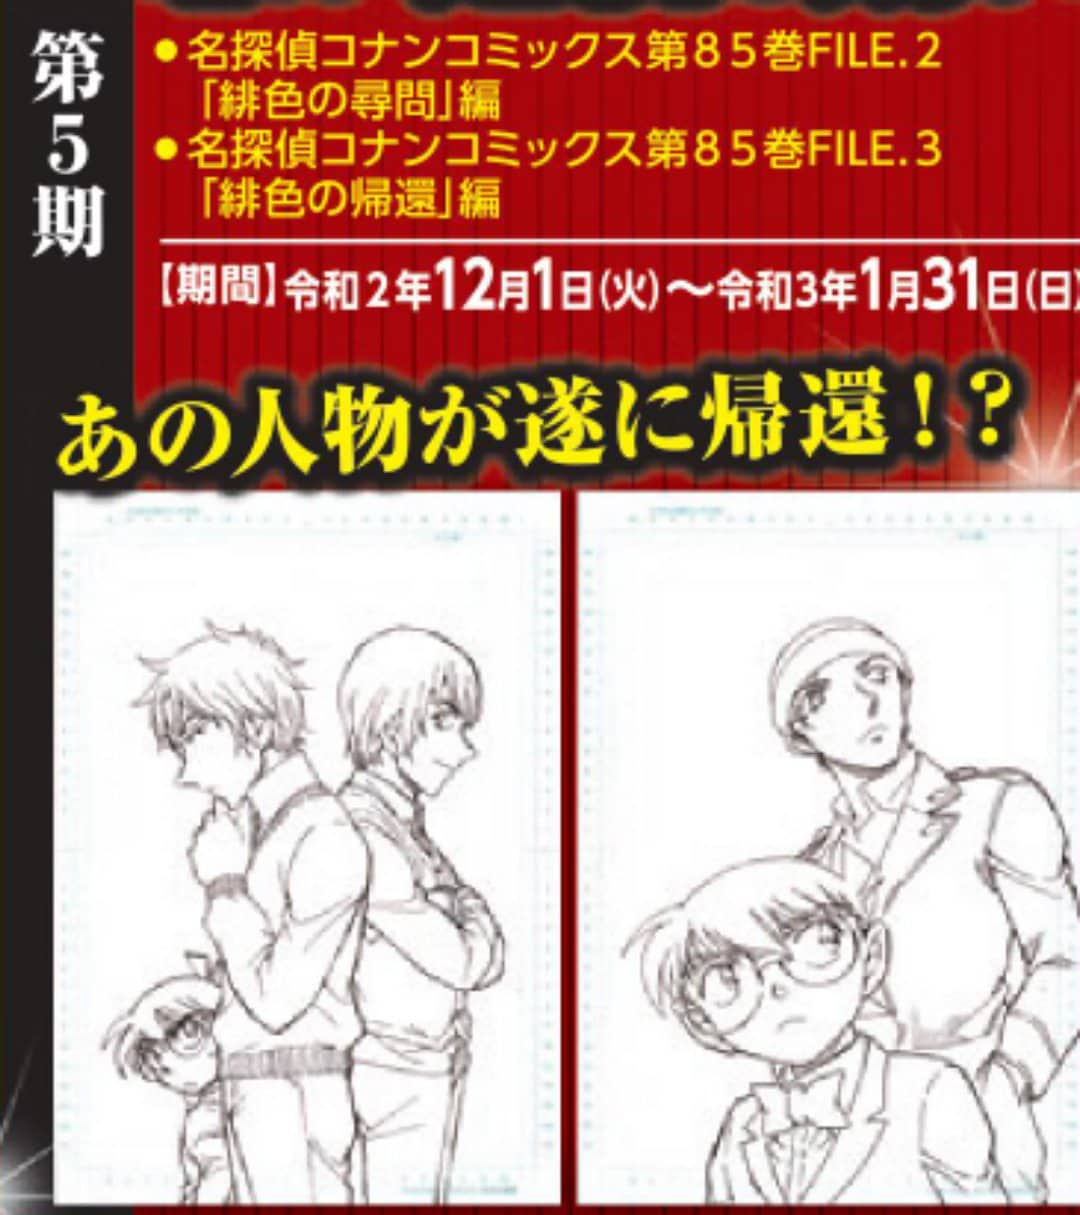 第5期
●名探偵コナンコミックス第85巻FILE.2
「緋色の尋問」編
●名探偵コナンコミックス第85巻FILE.3
「緋色の帰還」編
【期間】令和2年12月1日(火)〜令和3年1月31日(日)
あの人物が遂に帰還!?